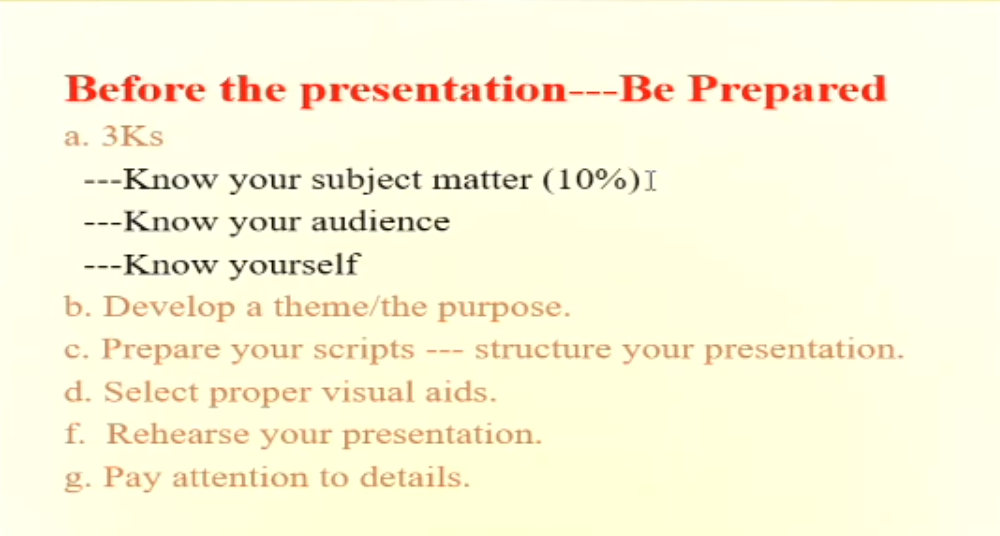 Before the presentation---Be Prepared
a. 3Ks
---Know your subject matter (10%)
---Know your audience
---Know yourself
b. Develop a theme/the purpose.
c. Prepare your scripts --- structure your presentation.
d. Select proper visual aids.
f. Rehearse your presentation.
g. Pay attention to details.